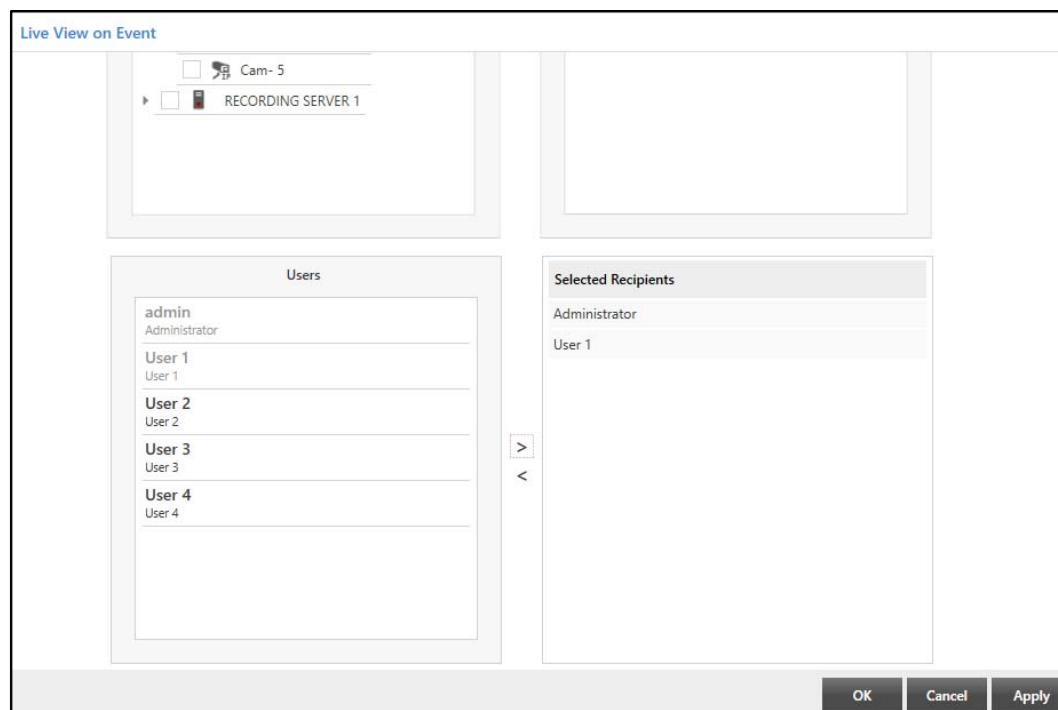 Live View on Event
Cam- 5
RECORDING SERVER 1
Users
admin
Administrator
User 1
User 1
User 2
User 2
User 3
User 3
User 4
User 4
>
<
Selected Recipients
Administrator
User 1
OK Cancel Apply